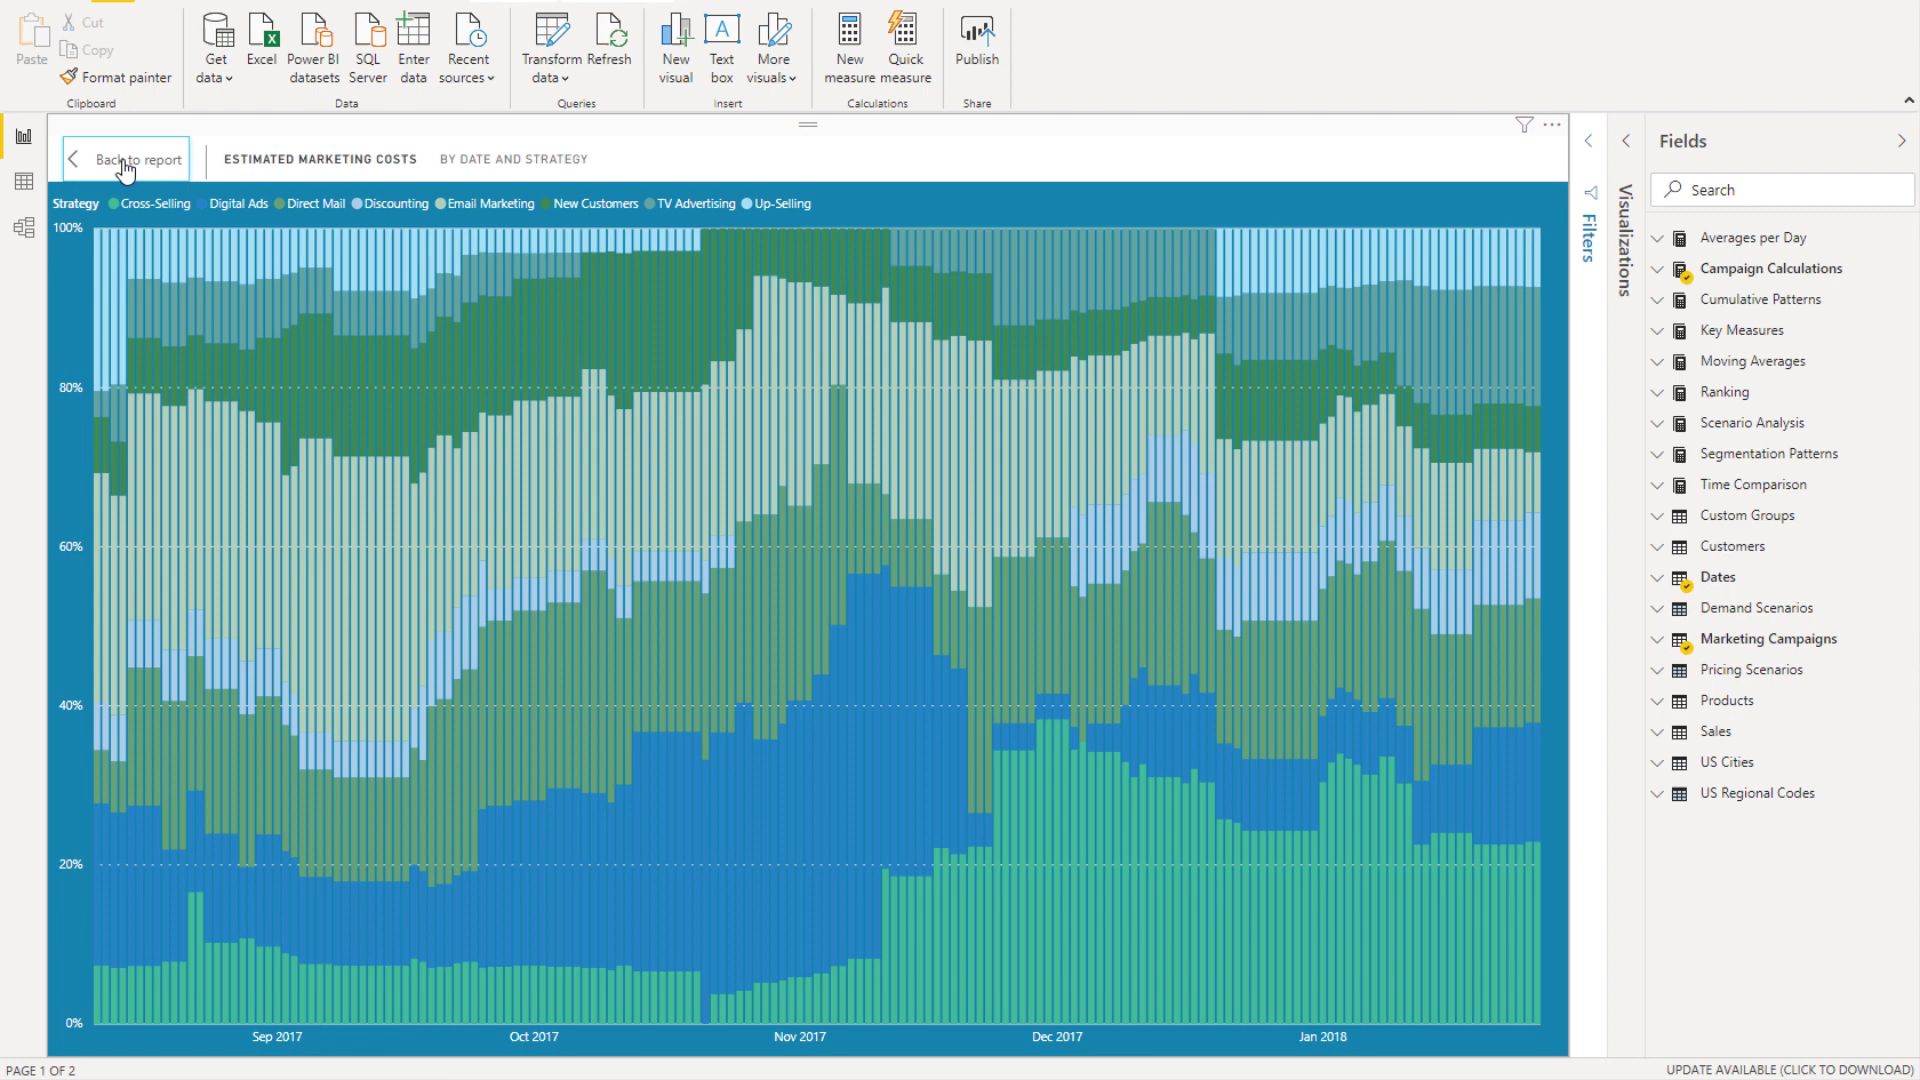 Paste
Cut
Copy
Format painter
Clipboard
Get data
Excel
Power BI datasets
SQL Server
Enter data
Recent sources
Data
Transform data
Refresh
Queries
New visual
Text box
More visuals
Insert
New measure
Quick measure
Calculations
Publish
Share
Back to report
ESTIMATED MARKETING COSTS
BY DATE AND STRATEGY
Strategy Cross-Selling Digital Ads Direct Mail Discounting Email Marketing New Customers TV Advertising Up-Selling
100%
80%
60%
40%
20%
0%
Sep 2017
Oct 2017
Nov 2017
Dec 2017
Jan 2018
Filters
Visualizations
Fields
Search
Averages per Day
Campaign Calculations
Cumulative Patterns
Key Measures
Moving Averages
Ranking
Scenario Analysis
Segmentation Patterns
Time Comparison
Custom Groups
Customers
Dates
Demand Scenarios
Marketing Campaigns
Pricing Scenarios
Products
Sales
US Cities
US Regional Codes
PAGE 1 OF 2
UPDATE AVAILABLE (CLICK TO DOWNLOAD)